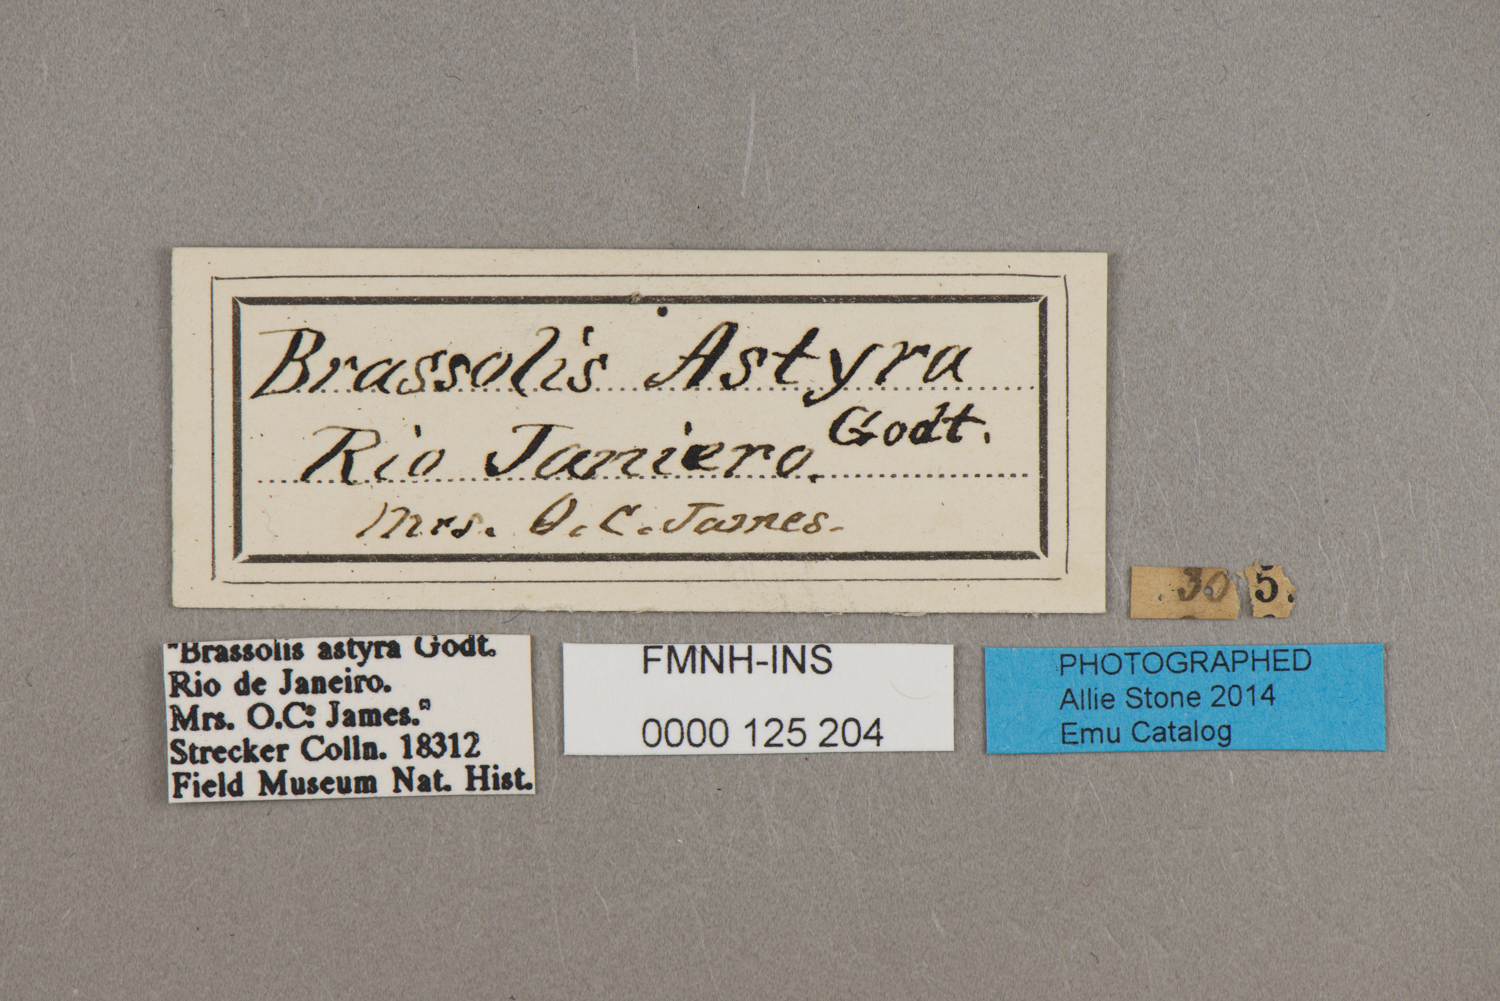 Brassolis Astyra
Godt.
Rio Janiero.
Mrs. O.C. James.
30
5.
"Brassolis astyra Godt.
Rio de Janeiro.
Mrs. O.C. James."
Strecker Colln. 18312
Field Museum Nat. Hist.
FMNH-INS
0000 125 204
PHOTOGRAPHED
Allie Stone 2014
Emu Catalog